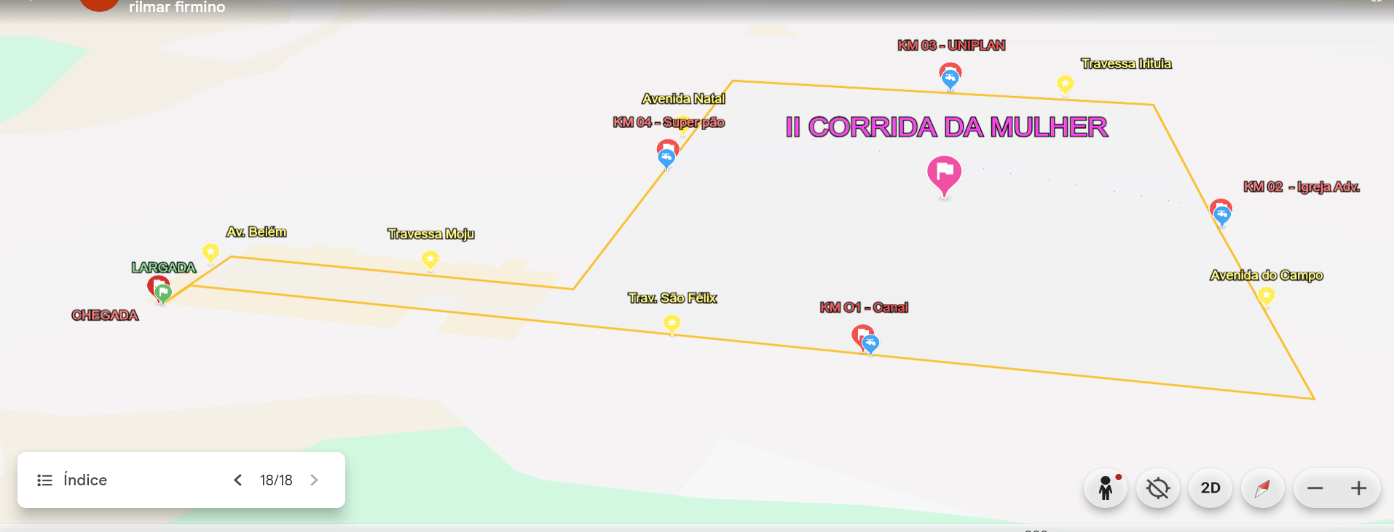 rilmar firmino
KM 03 - UNIPLAN
Travessa Irituia
Avenida Natal
KM 04 - Super pão
II CORRIDA DA MULHER
KM 02 - Igreja Adv.
Av. Belém
Travessa Moju
LARGADA
CHEGADA
Avenida do Campo
Trav. São Félix
KM O1 - Canal
Índice
18/18
2D